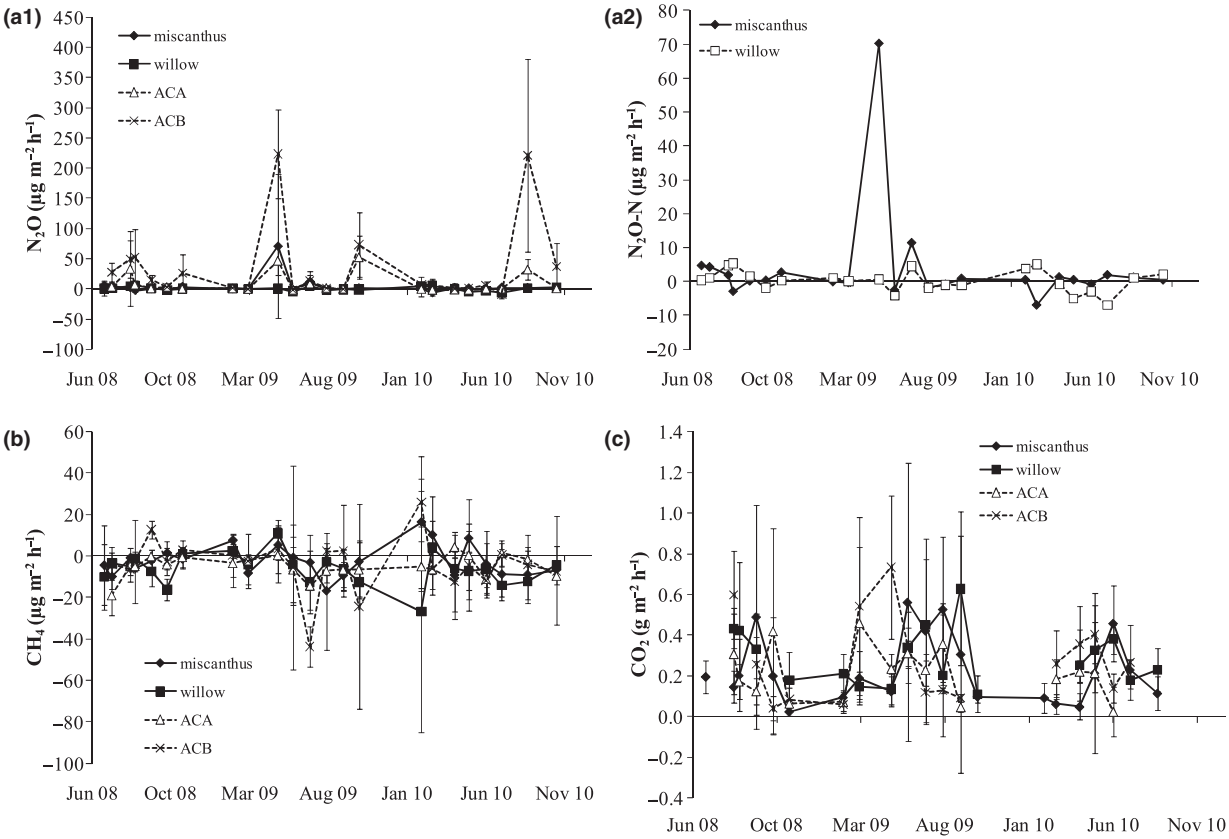 (a1)
N₂O (µg m⁻² h⁻¹)
450
400
350
300
250
200
150
100
50
0
−50
−100
miscanthus
willow
ACA
ACB
Jun 08 Oct 08 Mar 09 Aug 09 Jan 10 Jun 10 Nov 10
(a2)
N₂O-N (µg m⁻² h⁻¹)
80
70
60
50
40
30
20
10
0
−10
−20
miscanthus
willow
Jun 08 Oct 08 Mar 09 Aug 09 Jan 10 Jun 10 Nov 10
(b)
CH₄ (µg m⁻² h⁻¹)
60
40
20
0
−20
−40
−60
−80
−100
miscanthus
willow
ACA
ACB
Jun 08 Oct 08 Mar 09 Aug 09 Jan 10 Jun 10 Nov 10
(c)
CO₂ (g m⁻² h⁻¹)
1.4
1.2
1.0
0.8
0.6
0.4
0.2
0.0
−0.2
−0.4
miscanthus
willow
ACA
ACB
Jun 08 Oct 08 Mar 09 Aug 09 Jan 10 Jun 10 Nov 10